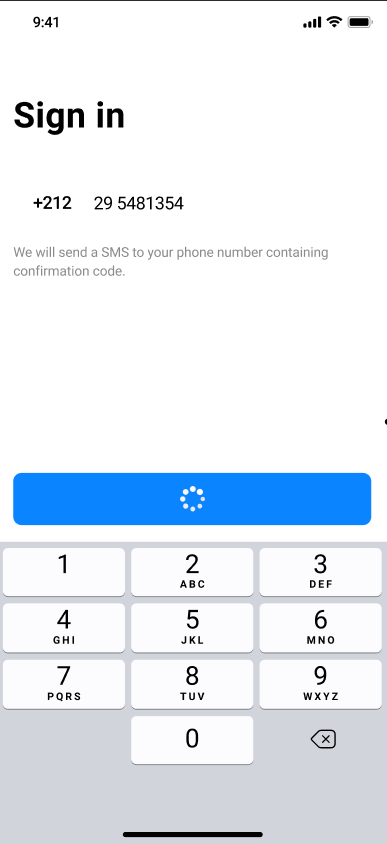 9:41
Sign in
+212 29 5481354
We will send a SMS to your phone number containing
confirmation code.
1 2 3
ABC DEF
4 5 6
GHI JKL MNO
7 8 9
PQRS TUV WXYZ
0